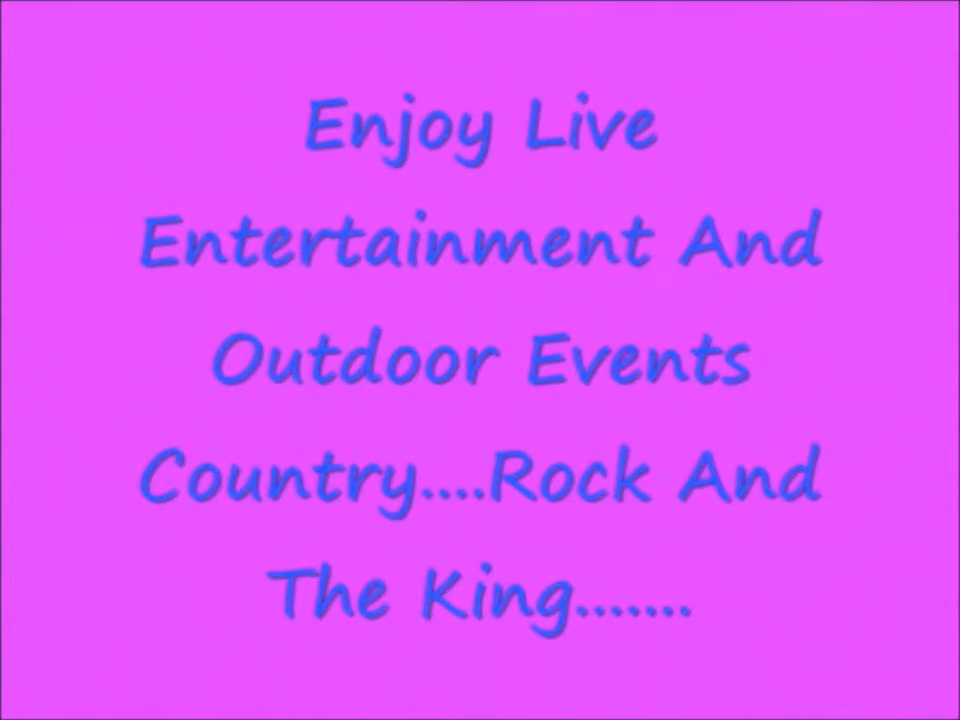 Enjoy Live
Entertainment And
Outdoor Events
Country....Rock And
The King.......